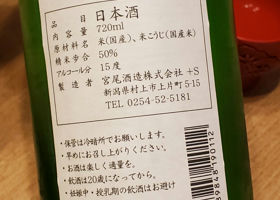 品目 日本酒
内容量 720ml
原材料名 米(国産)、米こうじ(国産米)
精米歩合 50%
アルコール分 15度
製造者 宮尾酒造株式会社 +S
新潟県村上市上片町5-15
TEL 0254-52-5181
・保管は冷暗所でお願いします。
・早めにお召し上がりください。
・お酒は楽しく適量を。
・飲酒は20歳になってから。
・妊娠中・授乳期の飲酒はお避け